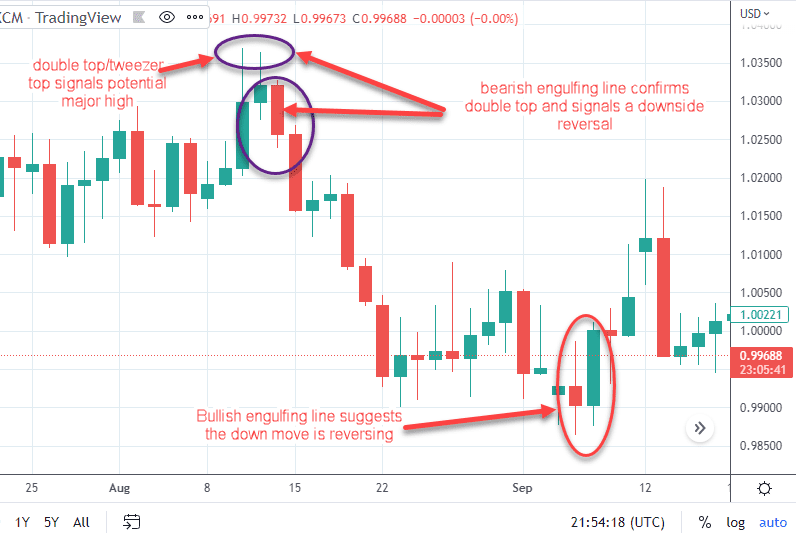 XCM · TradingView H0.99732 L0.99673 C0.99688 -0.00003 (-0.00%)
USD
1.04000
1.03500
1.03000
1.02500
1.02000
1.01500
1.01000
1.00500
1.00221
1.00000
0.99688
23:05:41
0.99000
0.98500
double top/tweezer
top signals potential
major high
bearish engulfing line confirms
double top and signals a downside
reversal
Bullish engulfing line suggests
the down move is reversing
25 Aug 8 15 22 Sep 12
1Y 5Y All 21:54:18 (UTC) % log auto